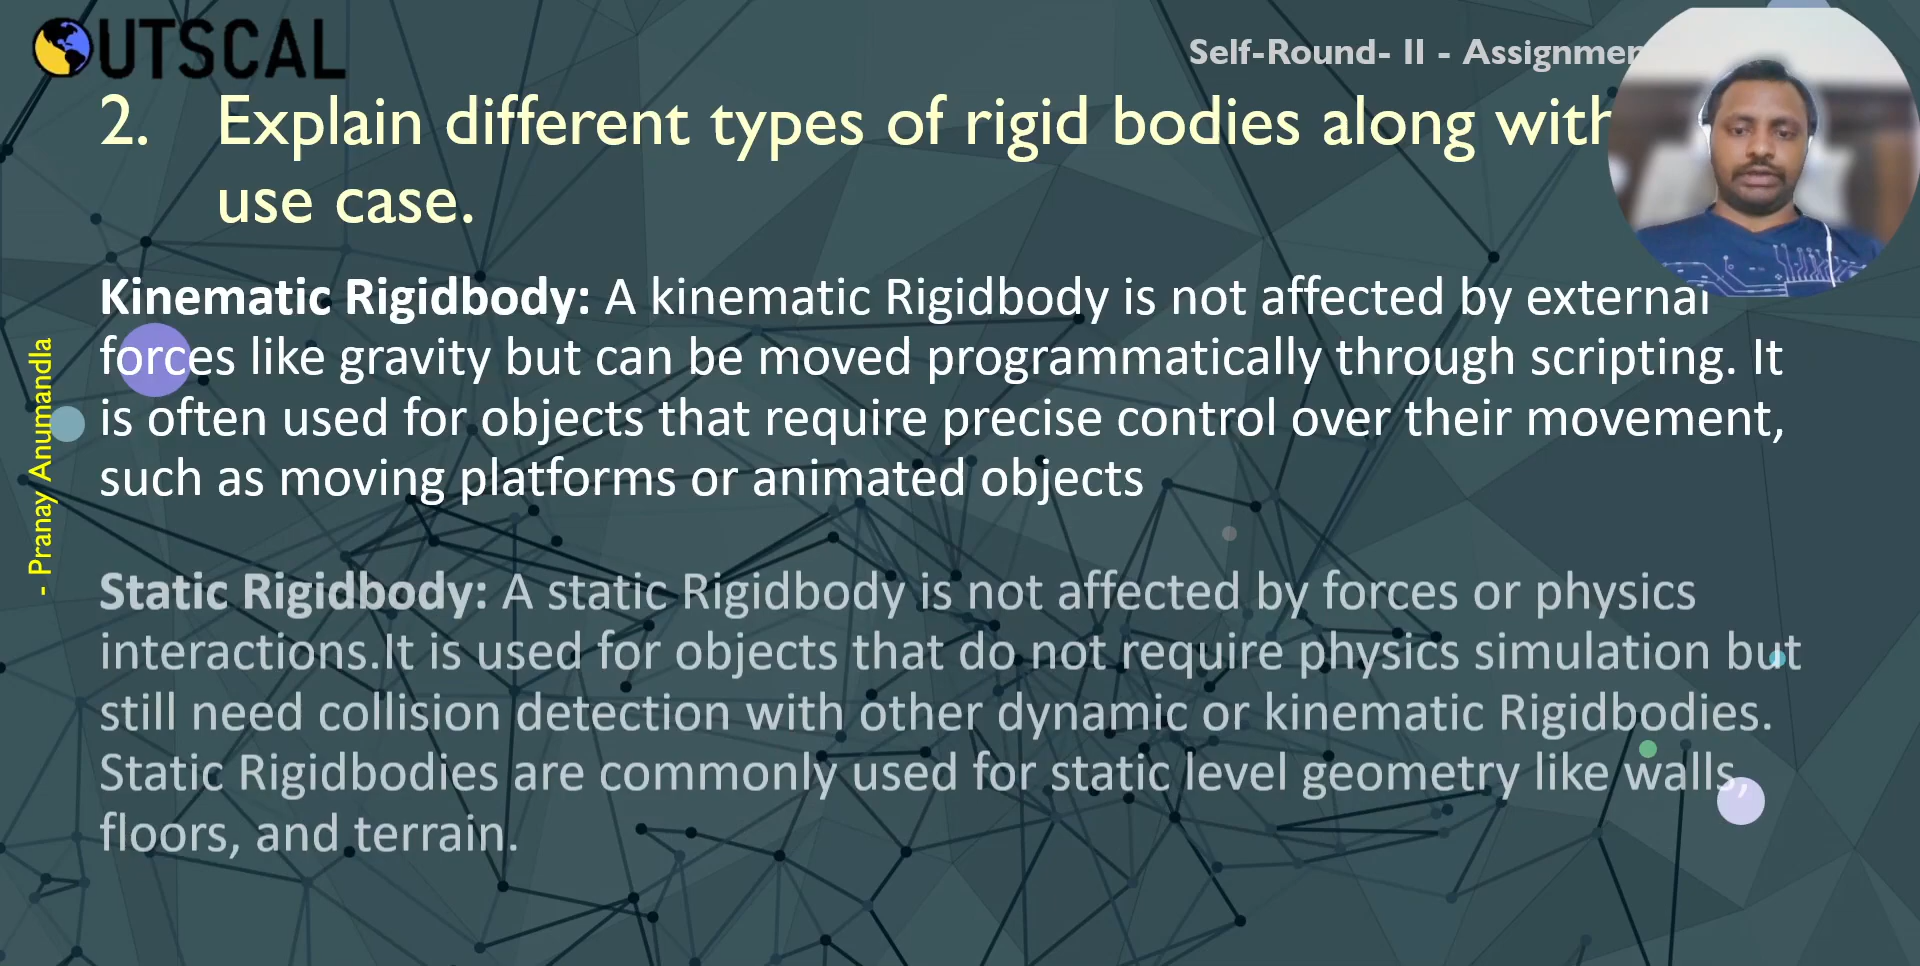 OUTSCAL
Self-Round- II - Assignmen
2. Explain different types of rigid bodies along with
use case.
Kinematic Rigidbody: A kinematic Rigidbody is not affected by external
forces like gravity but can be moved programmatically through scripting. It
is often used for objects that require precise control over their movement,
such as moving platforms or animated objects
Static Rigidbody: A static Rigidbody is not affected by forces or physics
interactions.It is used for objects that do not require physics simulation but
still need collision detection with other dynamic or kinematic Rigidbodies.
Static Rigidbodies are commonly used for static level geometry like walls,
floors, and terrain.
- Pranay Anumandla